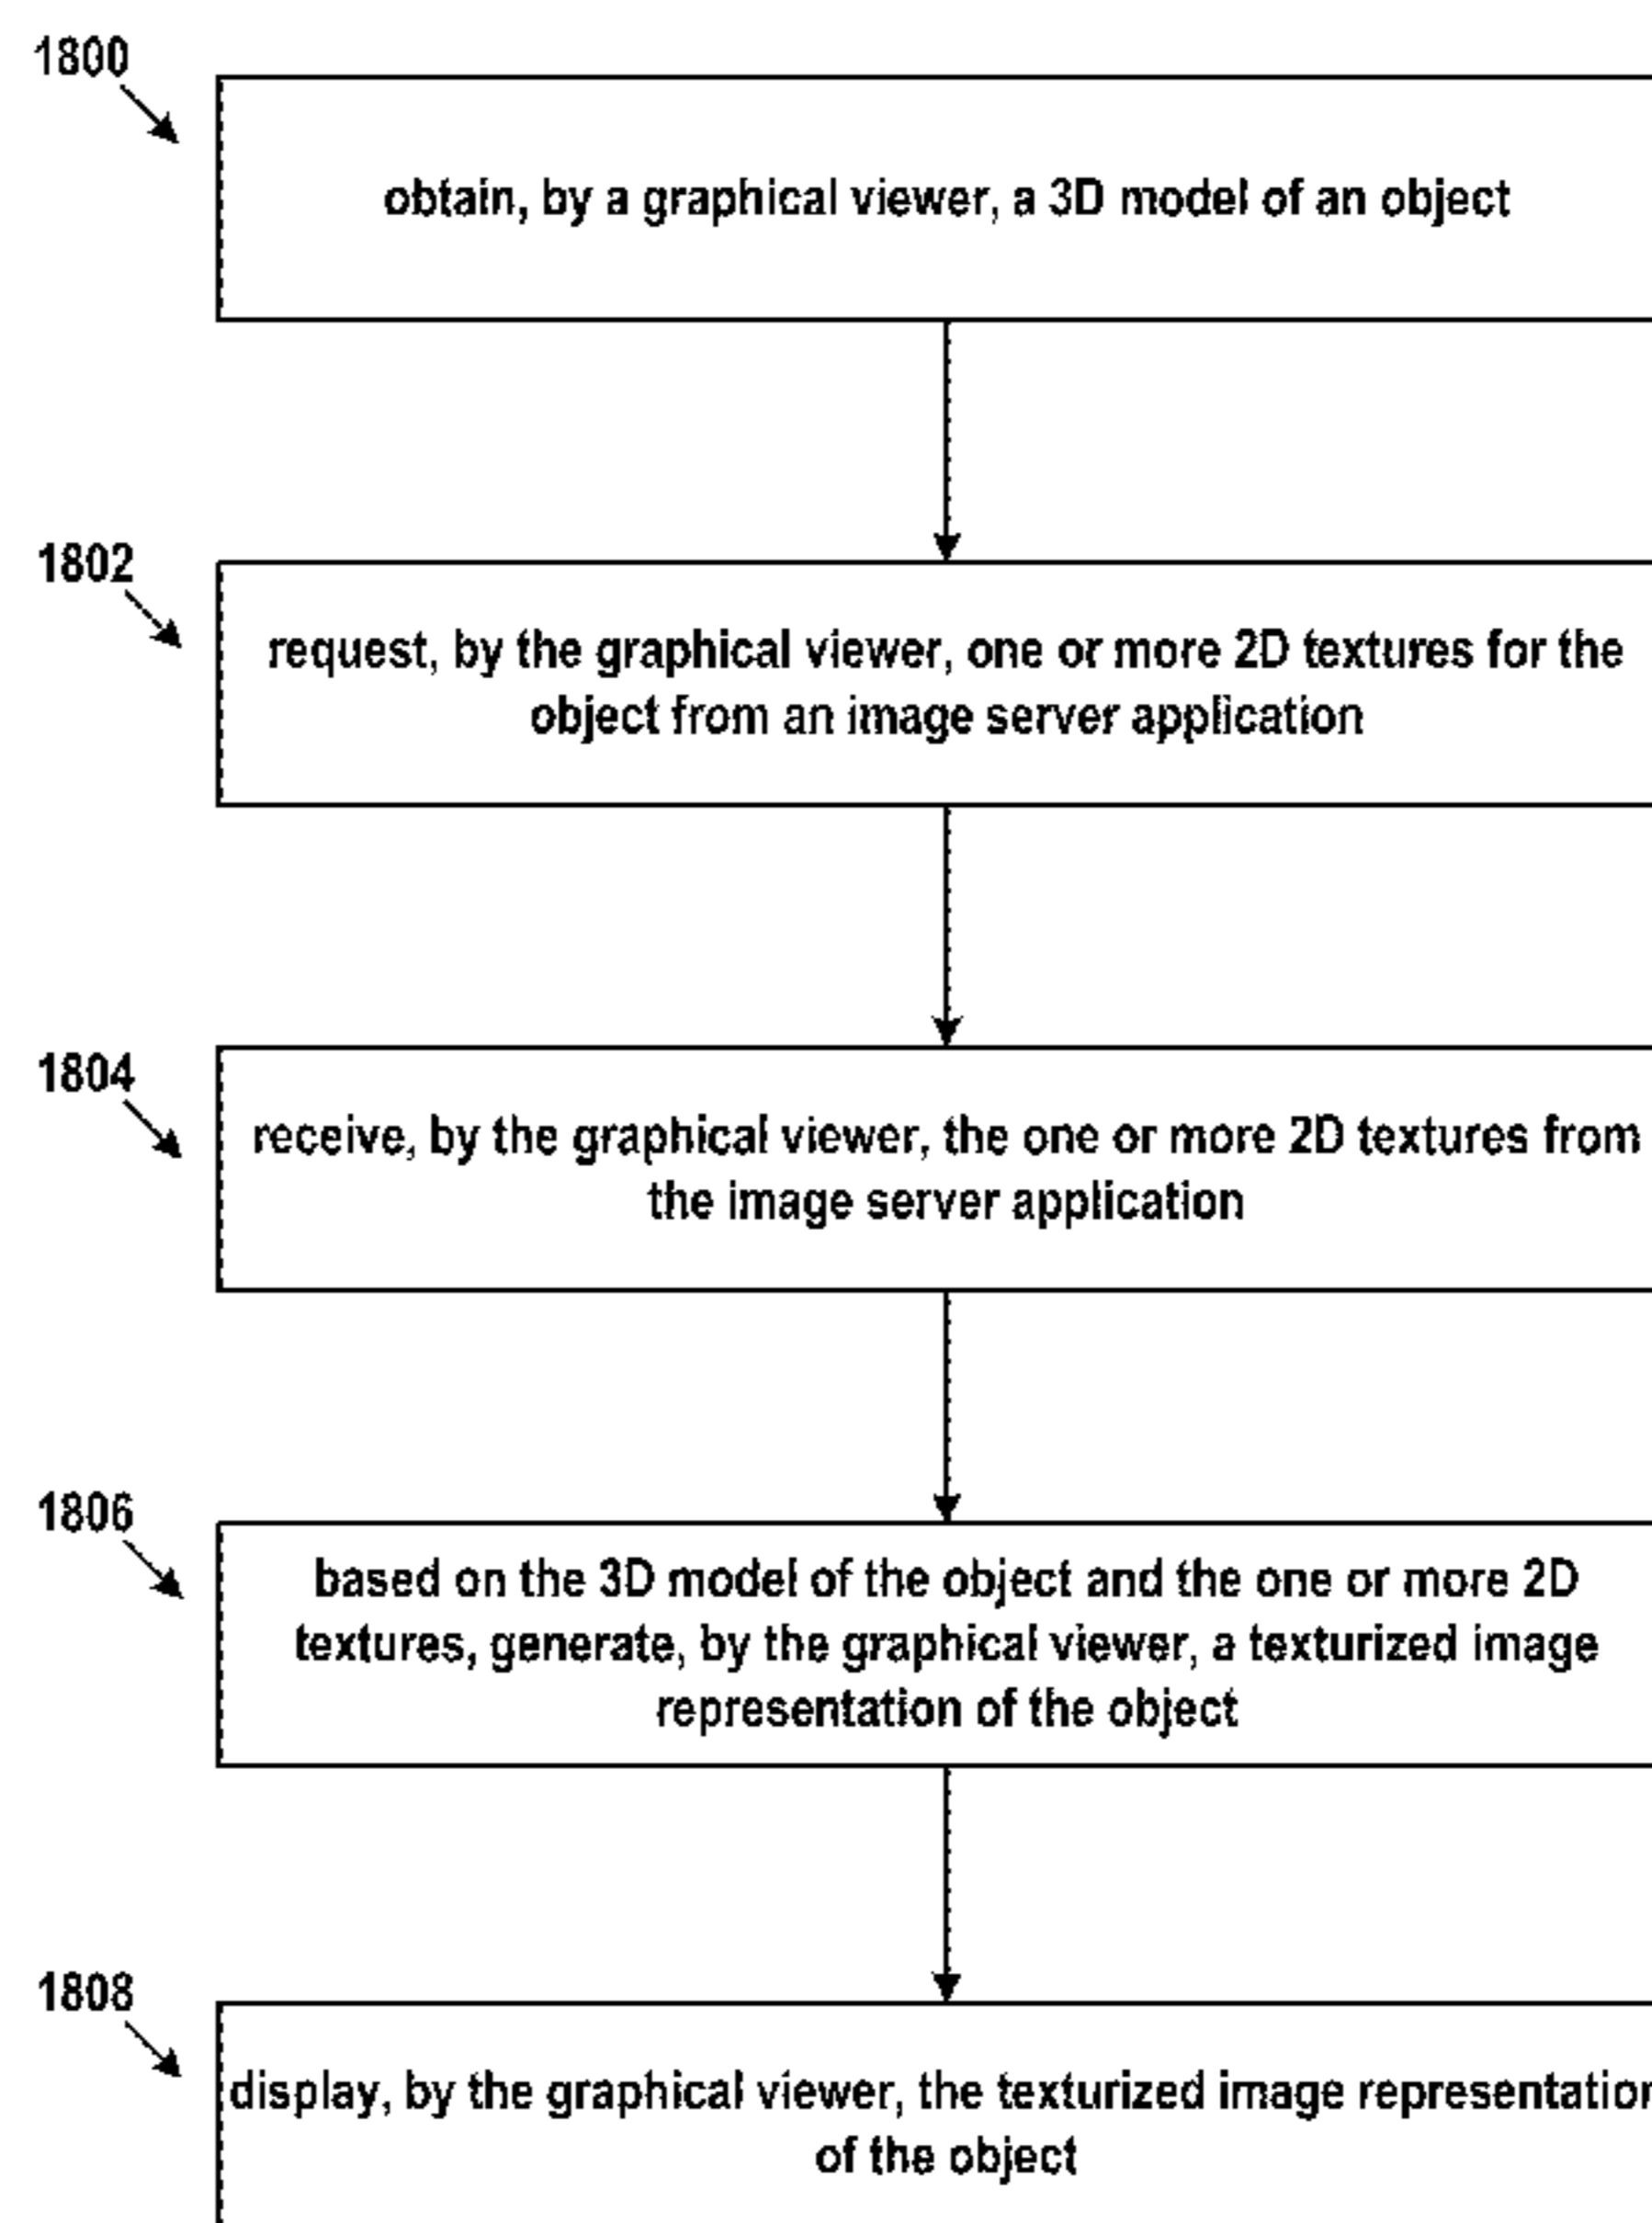 1800
obtain, by a graphical viewer, a 3D model of an object
1802
request, by the graphical viewer, one or more 2D textures for the
object from an image server application
1804
receive, by the graphical viewer, the one or more 2D textures from
the image server application
1806
based on the 3D model of the object and the one or more 2D
textures, generate, by the graphical viewer, a texturized image
representation of the object
1808
display, by the graphical viewer, the texturized image representation
of the object